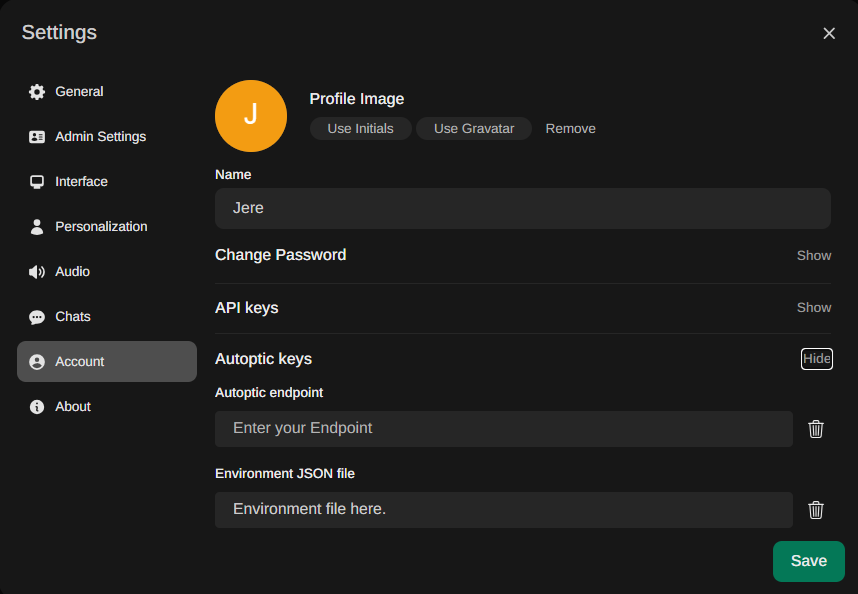 Settings
General
Admin Settings
Interface
Personalization
Audio
Chats
Account
About
J
Profile Image
Use Initials
Use Gravatar
Remove
Name
Jere
Change Password
Show
API keys
Show
Autoptic keys
Hide
Autoptic endpoint
Enter your Endpoint
Environment JSON file
Environment file here.
Save